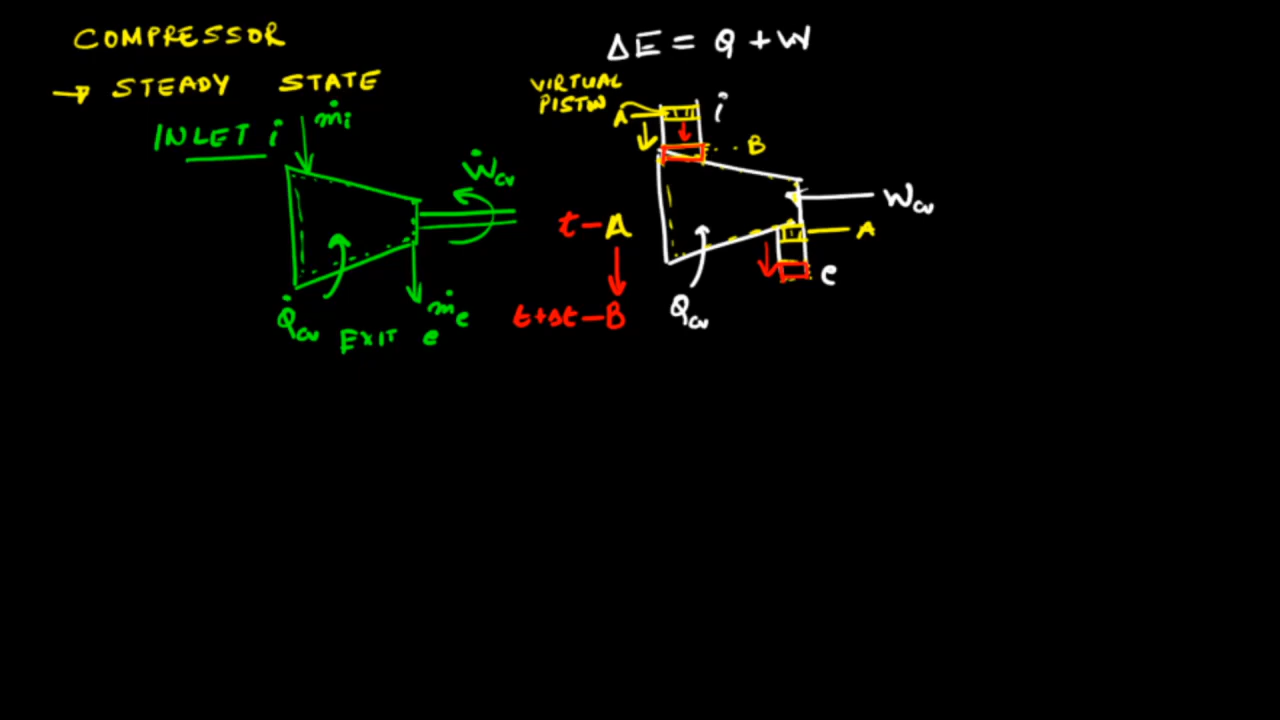 COMPRESSOR
→ STEADY STATE
INLET i
ṁi
Ẇcv
Q̇cv
EXIT e
ṁe
ΔE = Q + W
VIRTUAL
PISTON
A
i
B
Wcv
t - A
A
e
t+Δt - B
Qcv